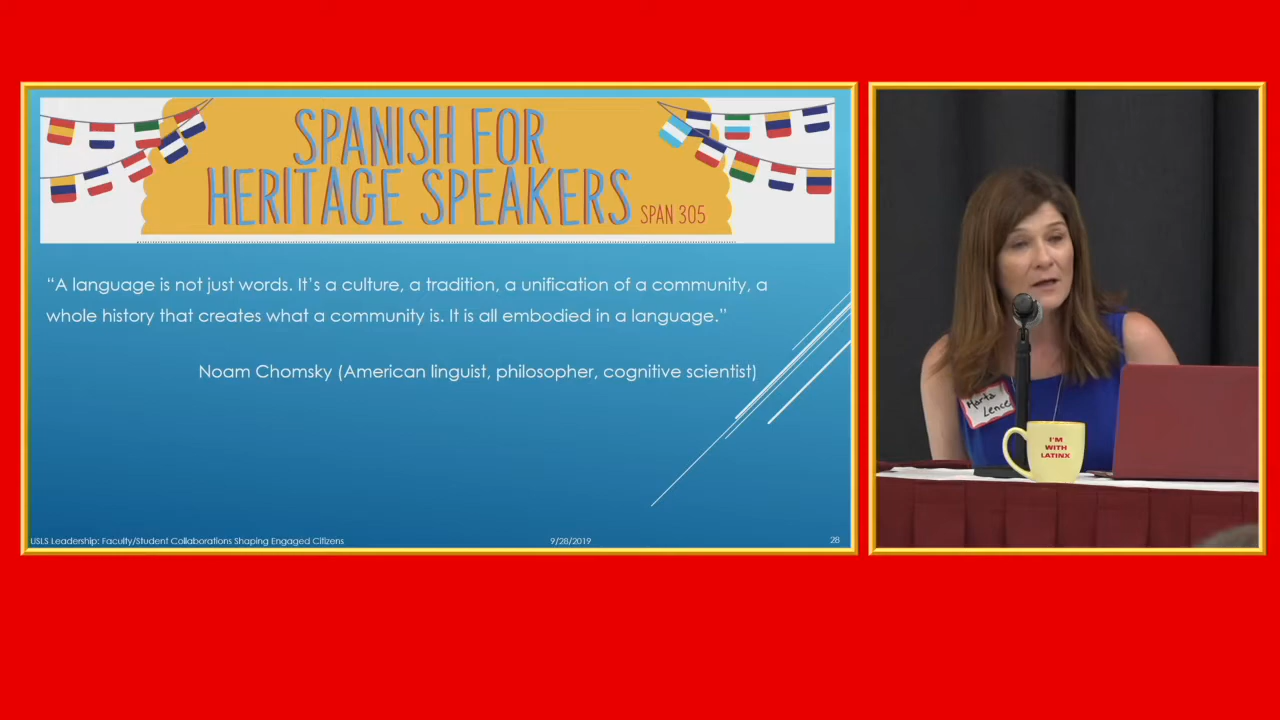 SPANISH FOR
HERITAGE SPEAKERS SPAN 305
“A language is not just words. It’s a culture, a tradition, a unification of a community, a
whole history that creates what a community is. It is all embodied in a language.”
Noam Chomsky (American linguist, philosopher, cognitive scientist)
USLS Leadership: Faculty/Student Collaborations Shaping Engaged Citizens
9/28/2019
28
Marta
Lence
I'M
WITH
LATINX